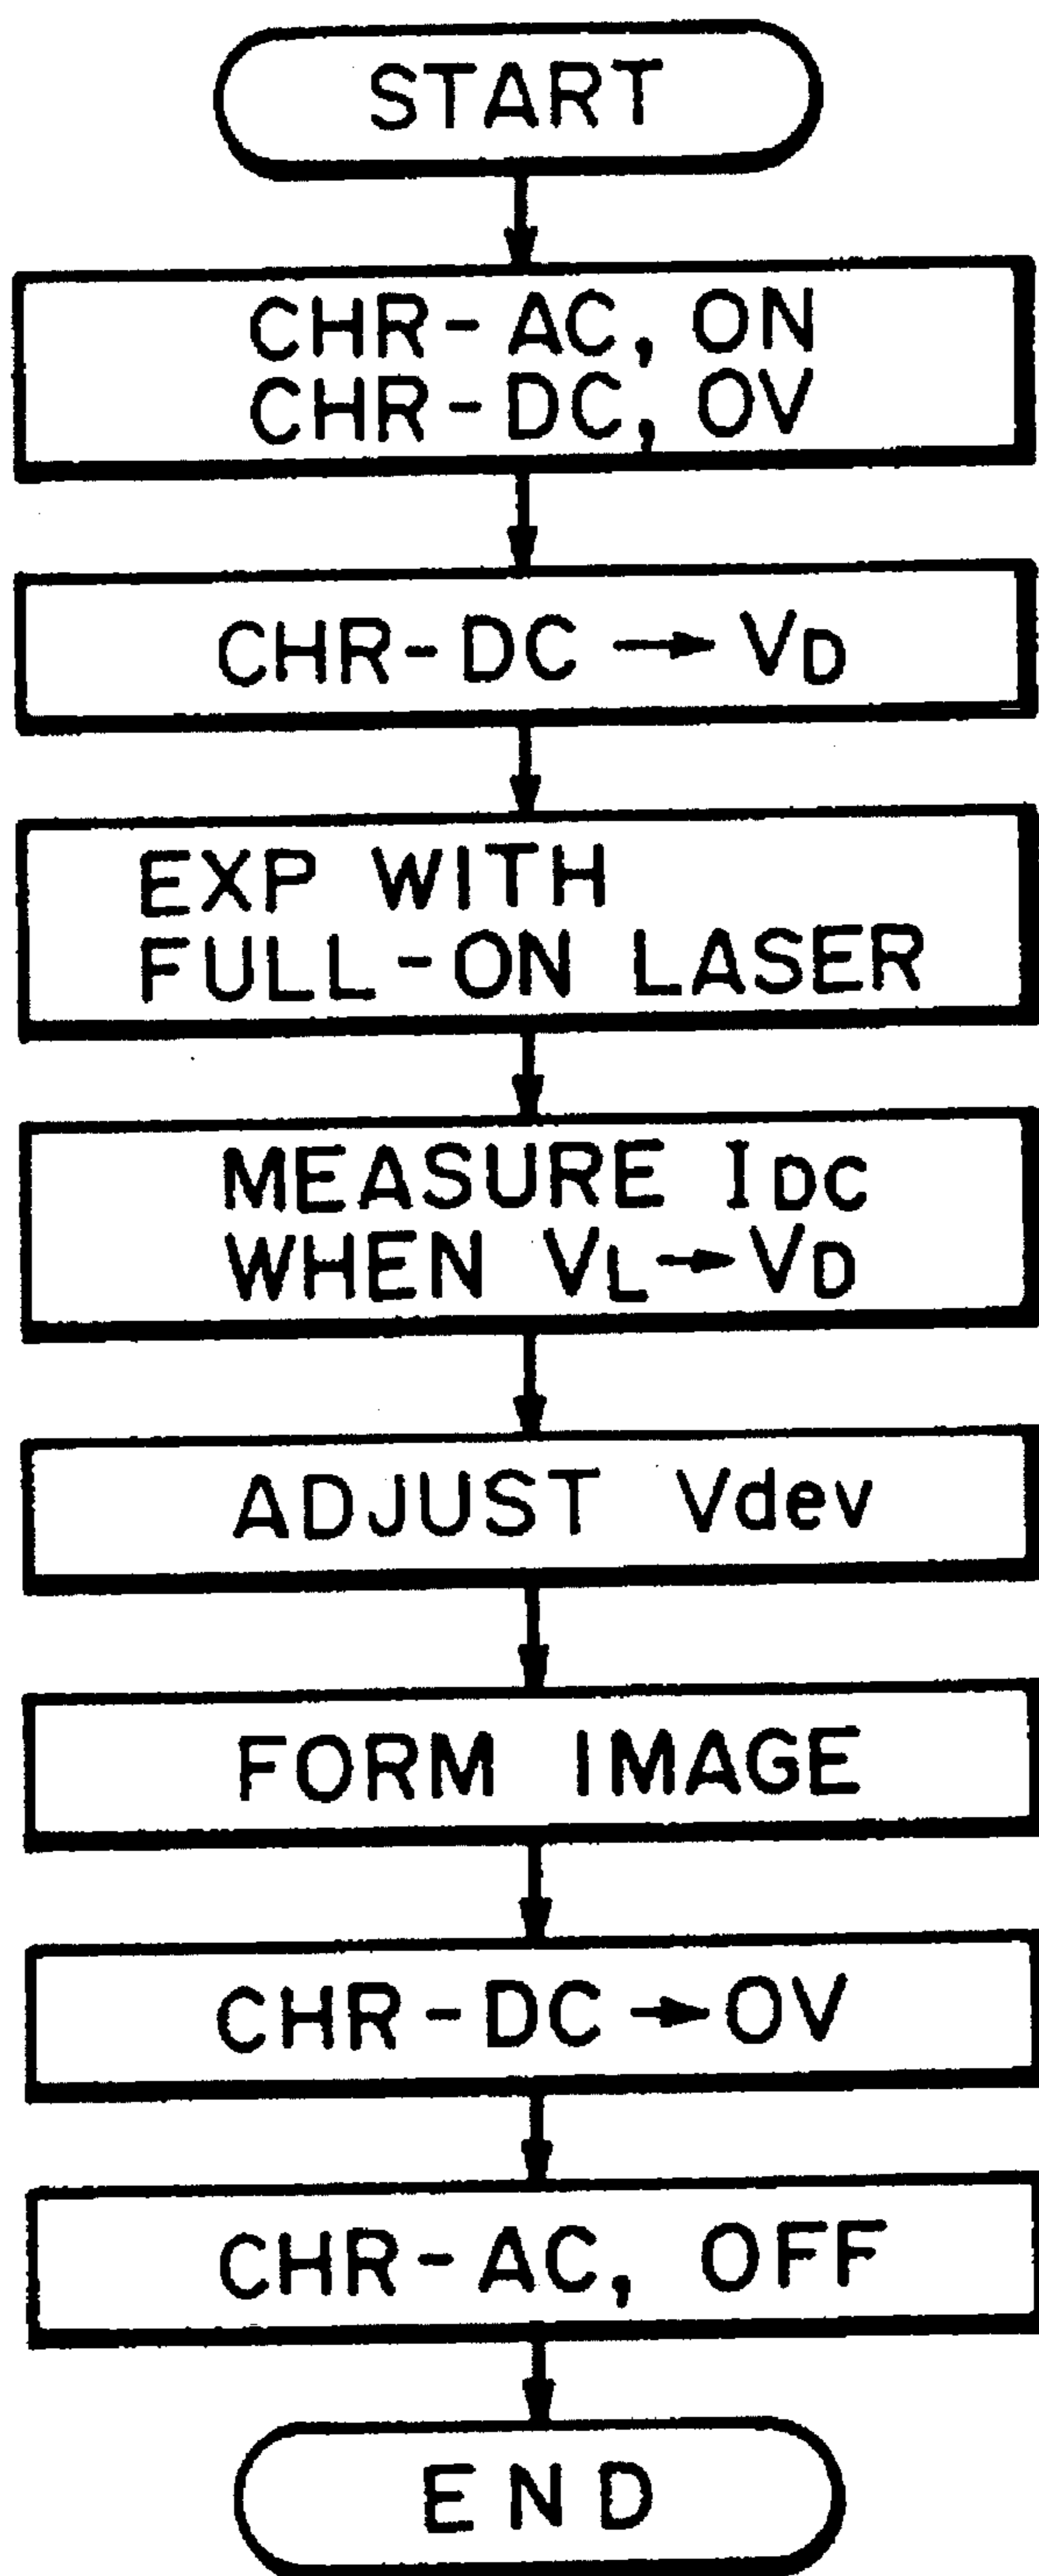 START
CHR-AC, ON
CHR-DC, OV
CHR-DC → VD
EXP WITH
FULL-ON LASER
MEASURE IDC
WHEN VL → VD
ADJUST Vdev
FORM IMAGE
CHR-DC → OV
CHR-AC, OFF
END